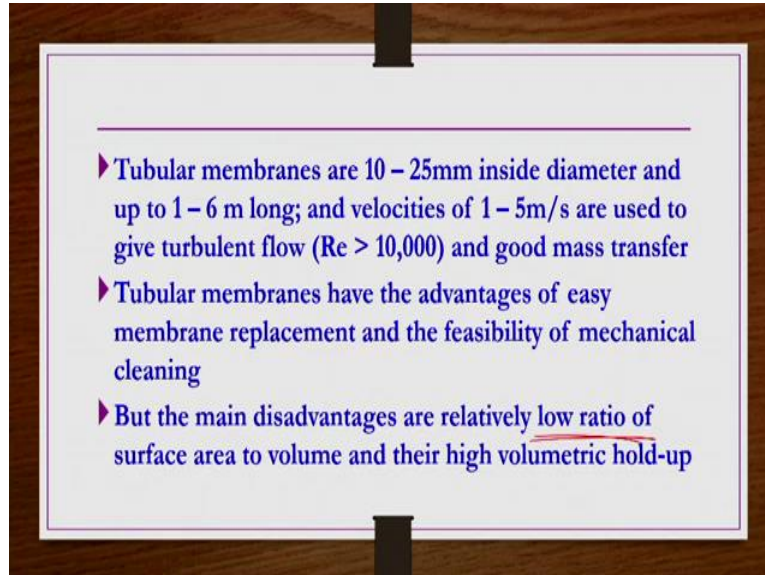 Tubular membranes are 10 – 25mm inside diameter and
up to 1 – 6 m long; and velocities of 1 – 5m/s are used to
give turbulent flow (Re > 10,000) and good mass transfer
Tubular membranes have the advantages of easy
membrane replacement and the feasibility of mechanical
cleaning
But the main disadvantages are relatively low ratio of
surface area to volume and their high volumetric hold-up